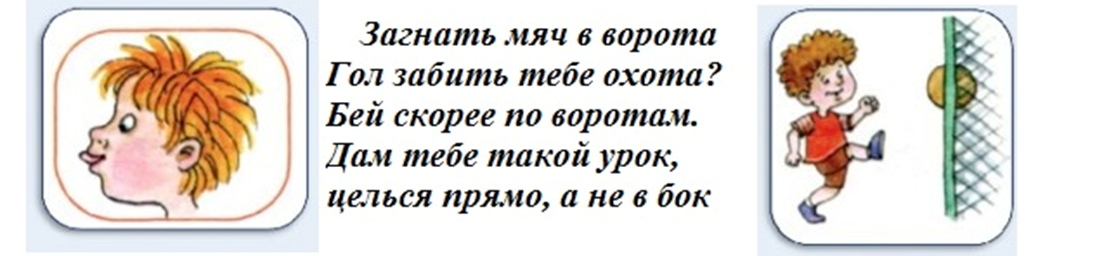 Загнать мяч в ворота
Гол забить тебе охота?
Бей скорее по воротам.
Дам тебе такой урок,
целься прямо, а не в бок